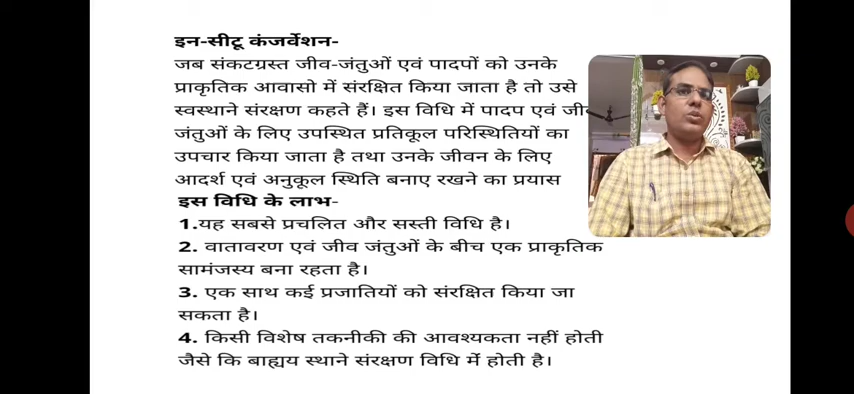 इन-सीटू कंजर्वेशन-
जब संकटग्रस्त जीव-जंतुओं एवं पादपों को उनके
प्राकृतिक आवासो में संरक्षित किया जाता है तो उसे
स्वस्थाने संरक्षण कहते हैं। इस विधि में पादप एवं
जंतुओं के लिए उपस्थित प्रतिकूल परिस्थितियों का
उपचार किया जाता है तथा उनके जीवन के लिए
आदर्श एवं अनुकूल स्थिति बनाए रखने का प्रयास
इस विधि के लाभ-
1.यह सबसे प्रचलित और सस्ती विधि है।
2. वातावरण एवं जीव जंतुओं के बीच एक प्राकृतिक
सामंजस्य बना रहता है।
3. एक साथ कई प्रजातियों को संरक्षित किया जा
सकता है।
4. किसी विशेष तकनीकी की आवश्यकता नहीं होती
जैसे कि बाह्यय स्थाने संरक्षण विधि में होती है।